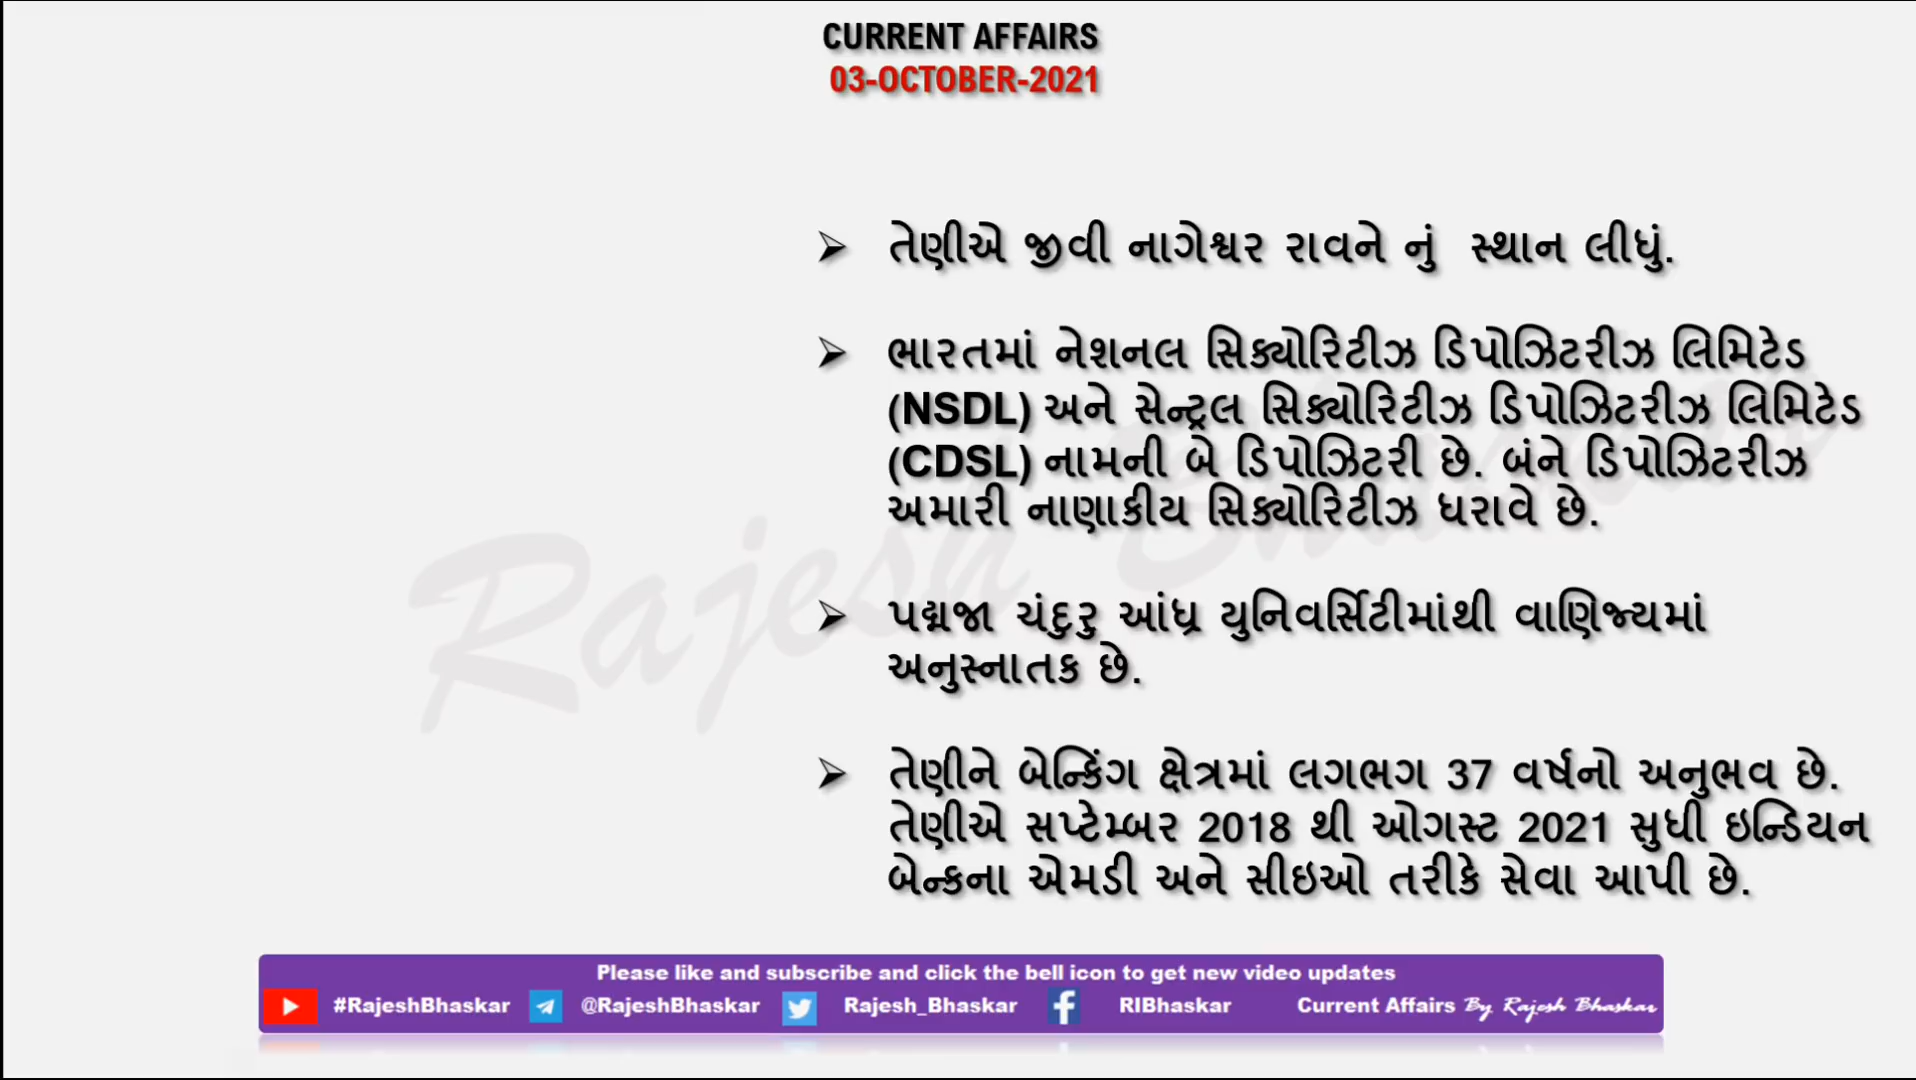 CURRENT AFFAIRS
03-OCTOBER-2021
➢ તેણીએ જીવી નાગેશ્વર રાવને નું સ્થાન લીધું.
➢ ભારતમાં નેશનલ સિક્યોરિટીઝ ડિપોઝિટરીઝ લિમિટેડ
(NSDL) અને સેન્ટ્રલ સિક્યોરિટીઝ ડિપોઝિટરીઝ લિમિટેડ
(CDSL) નામની બે ડિપોઝિટરી છે. બંને ડિપોઝિટરીઝ
અમારી નાણાકીય સિક્યોરિટીઝ ધરાવે છે.
➢ પદ્મજા ચંદુરુ આંધ્ર યુનિવર્સિટીમાંથી વાણિજ્યમાં
અનુસ્નાતક છે.
➢ તેણીને બેન્કિંગ ક્ષેત્રમાં લગભગ 37 વર્ષનો અનુભવ છે.
તેણીએ સપ્ટેમ્બર 2018 થી ઓગસ્ટ 2021 સુધી ઇન્ડિયન
બેન્કના એમડી અને સીઇઓ તરીકે સેવા આપી છે.
Rajesh Bhaskar
Please like and subscribe and click the bell icon to get new video updates
#RajeshBhaskar @RajeshBhaskar Rajesh_Bhaskar RIBhaskar Current Affairs By Rajesh Bhaskar